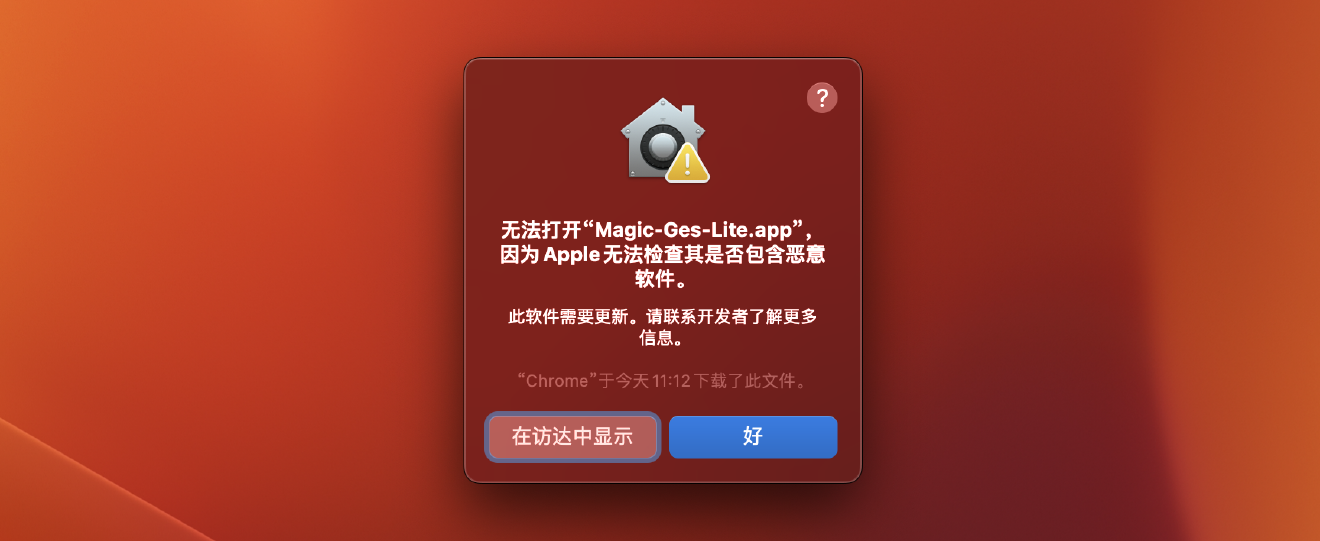 ?
无法打开“Magic-Ges-Lite.app”，
因为 Apple 无法检查其是否包含恶意
软件。
此软件需要更新。请联系开发者了解更多
信息。
“Chrome”于今天 11:12 下载了此文件。
在访达中显示
好